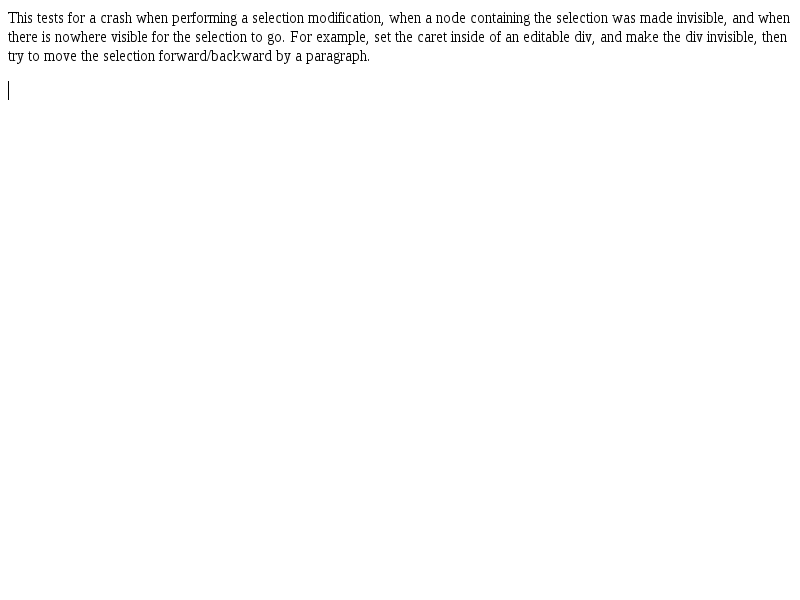 This tests for a crash when performing a selection modification, when a node containing the selection was made invisible, and when
there is nowhere visible for the selection to go. For example, set the caret inside of an editable div, and make the div invisible, then
try to move the selection forward/backward by a paragraph.